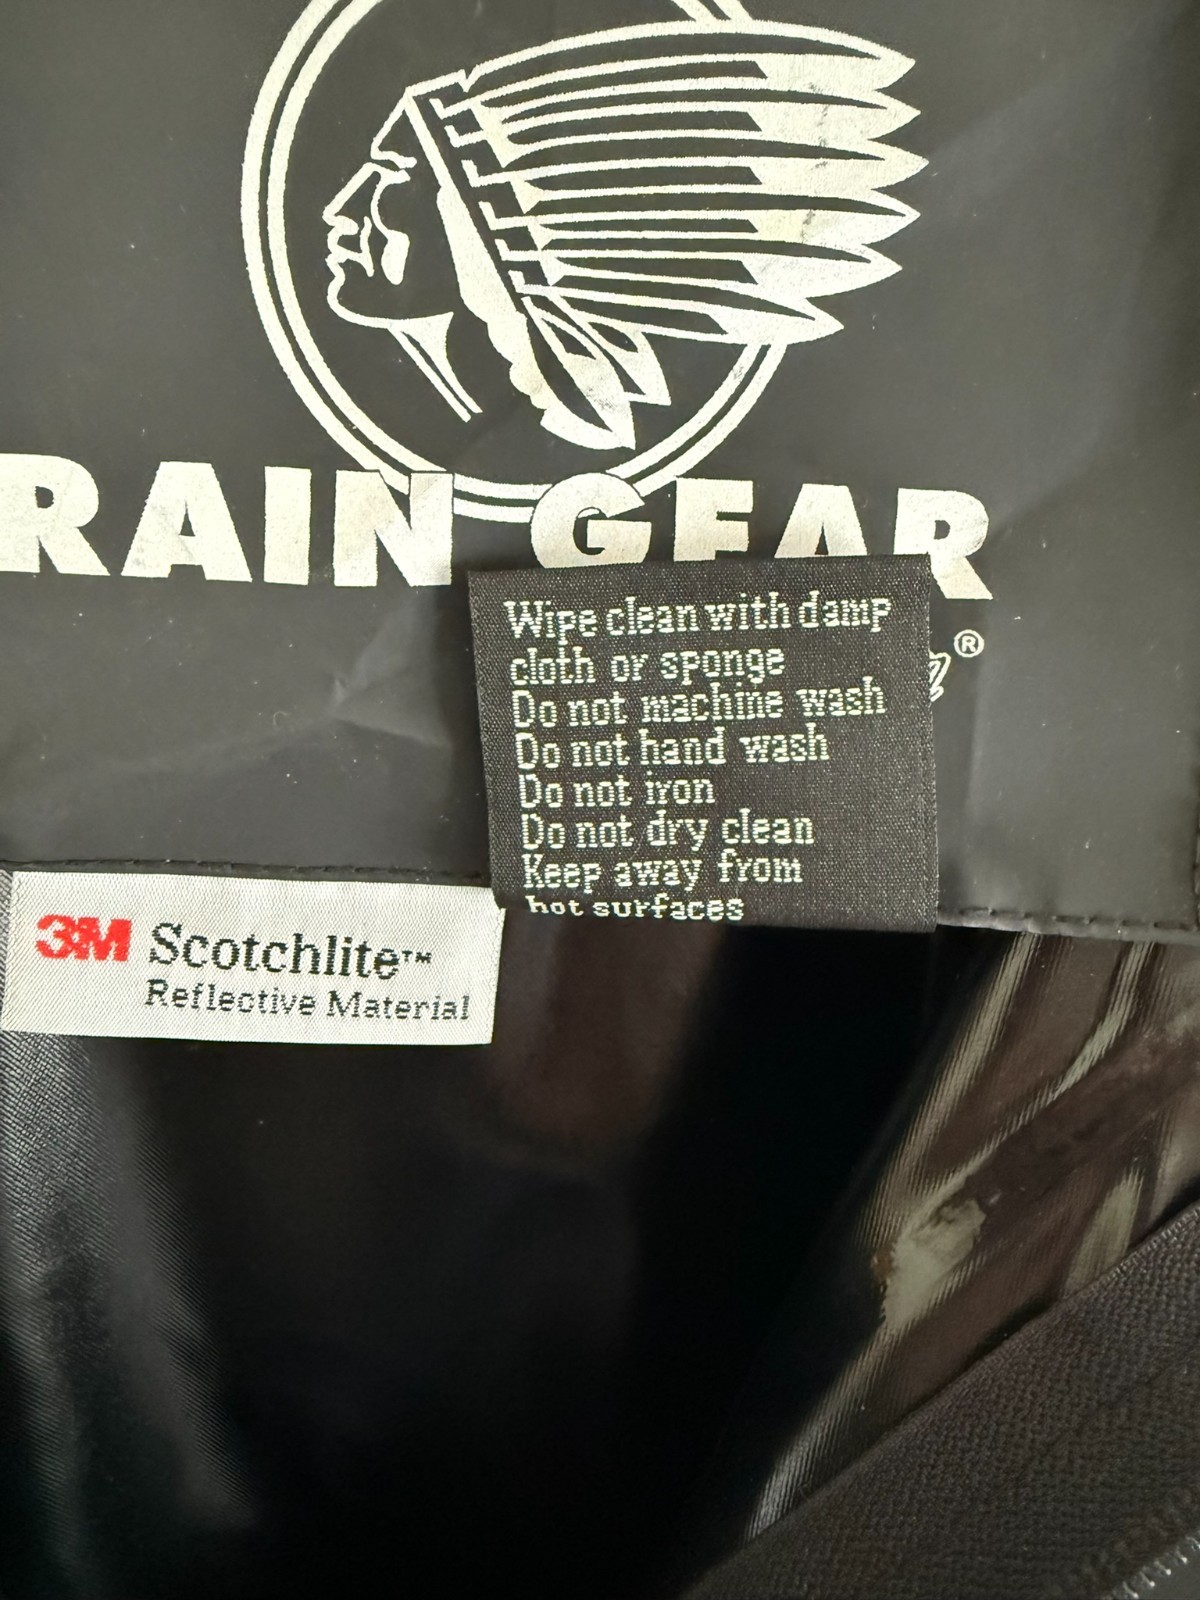 RAIN GEAR
®
Wipe clean with damp
cloth or sponge
Do not machine wash
Do not hand wash
Do not iron
Do not dry clean
Keep away from
hot surfaces
3M Scotchlite™
Reflective Material